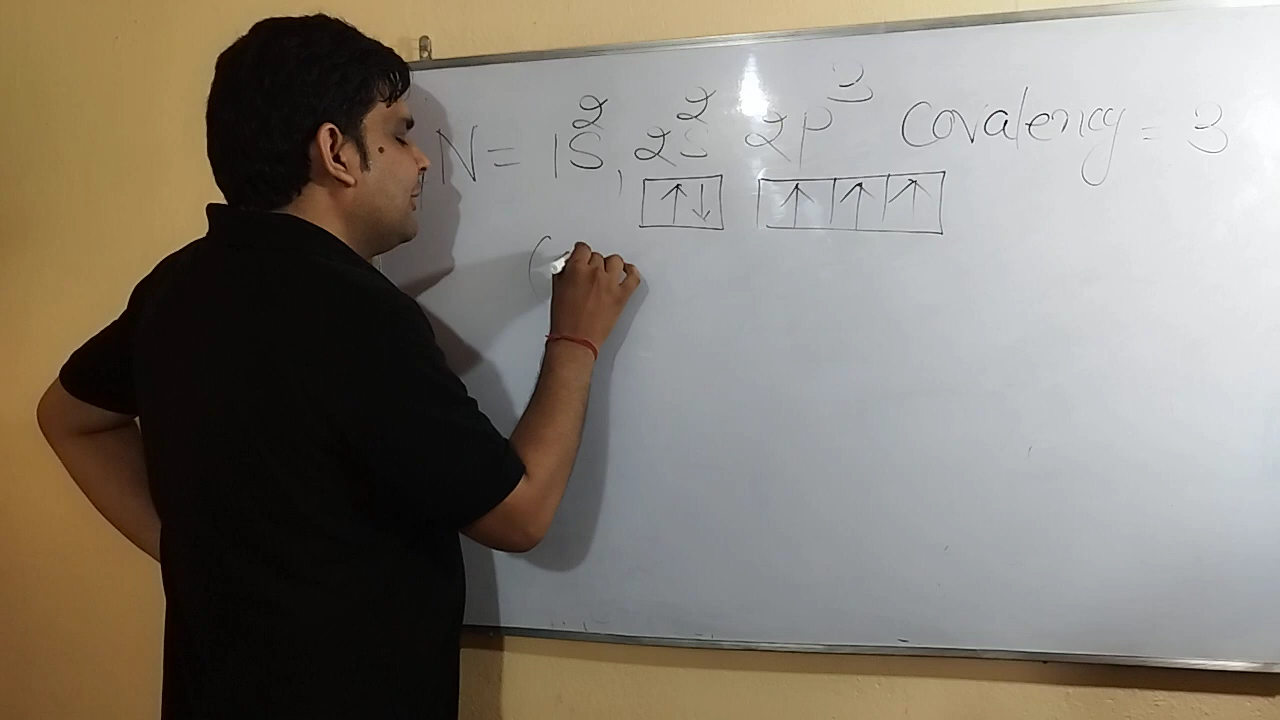 N = 1S², 2S² 2P³ Covalency = 3
↑↓ ↑ ↑ ↑
(